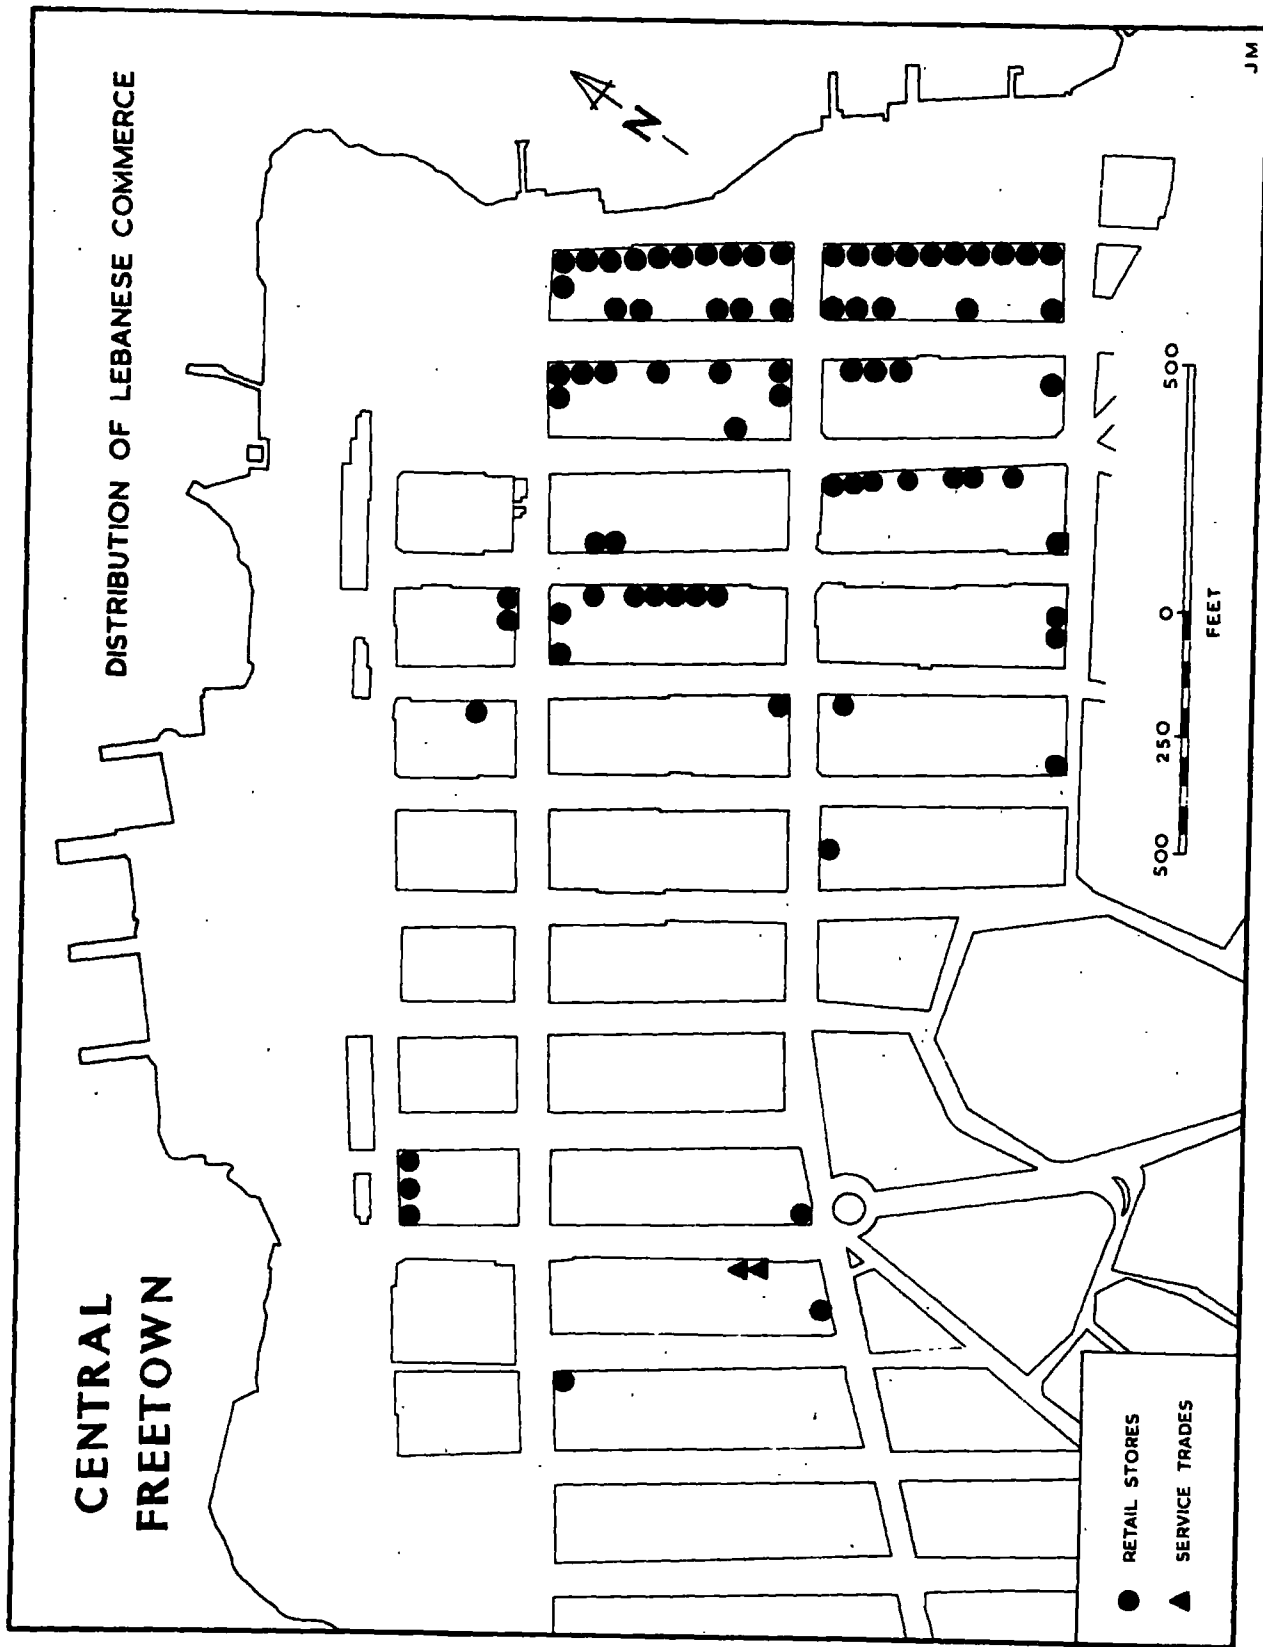 CENTRAL
FREETOWN
DISTRIBUTION OF LEBANESE COMMERCE
N
500 250 0 500
FEET
RETAIL STORES
SERVICE TRADES
JM